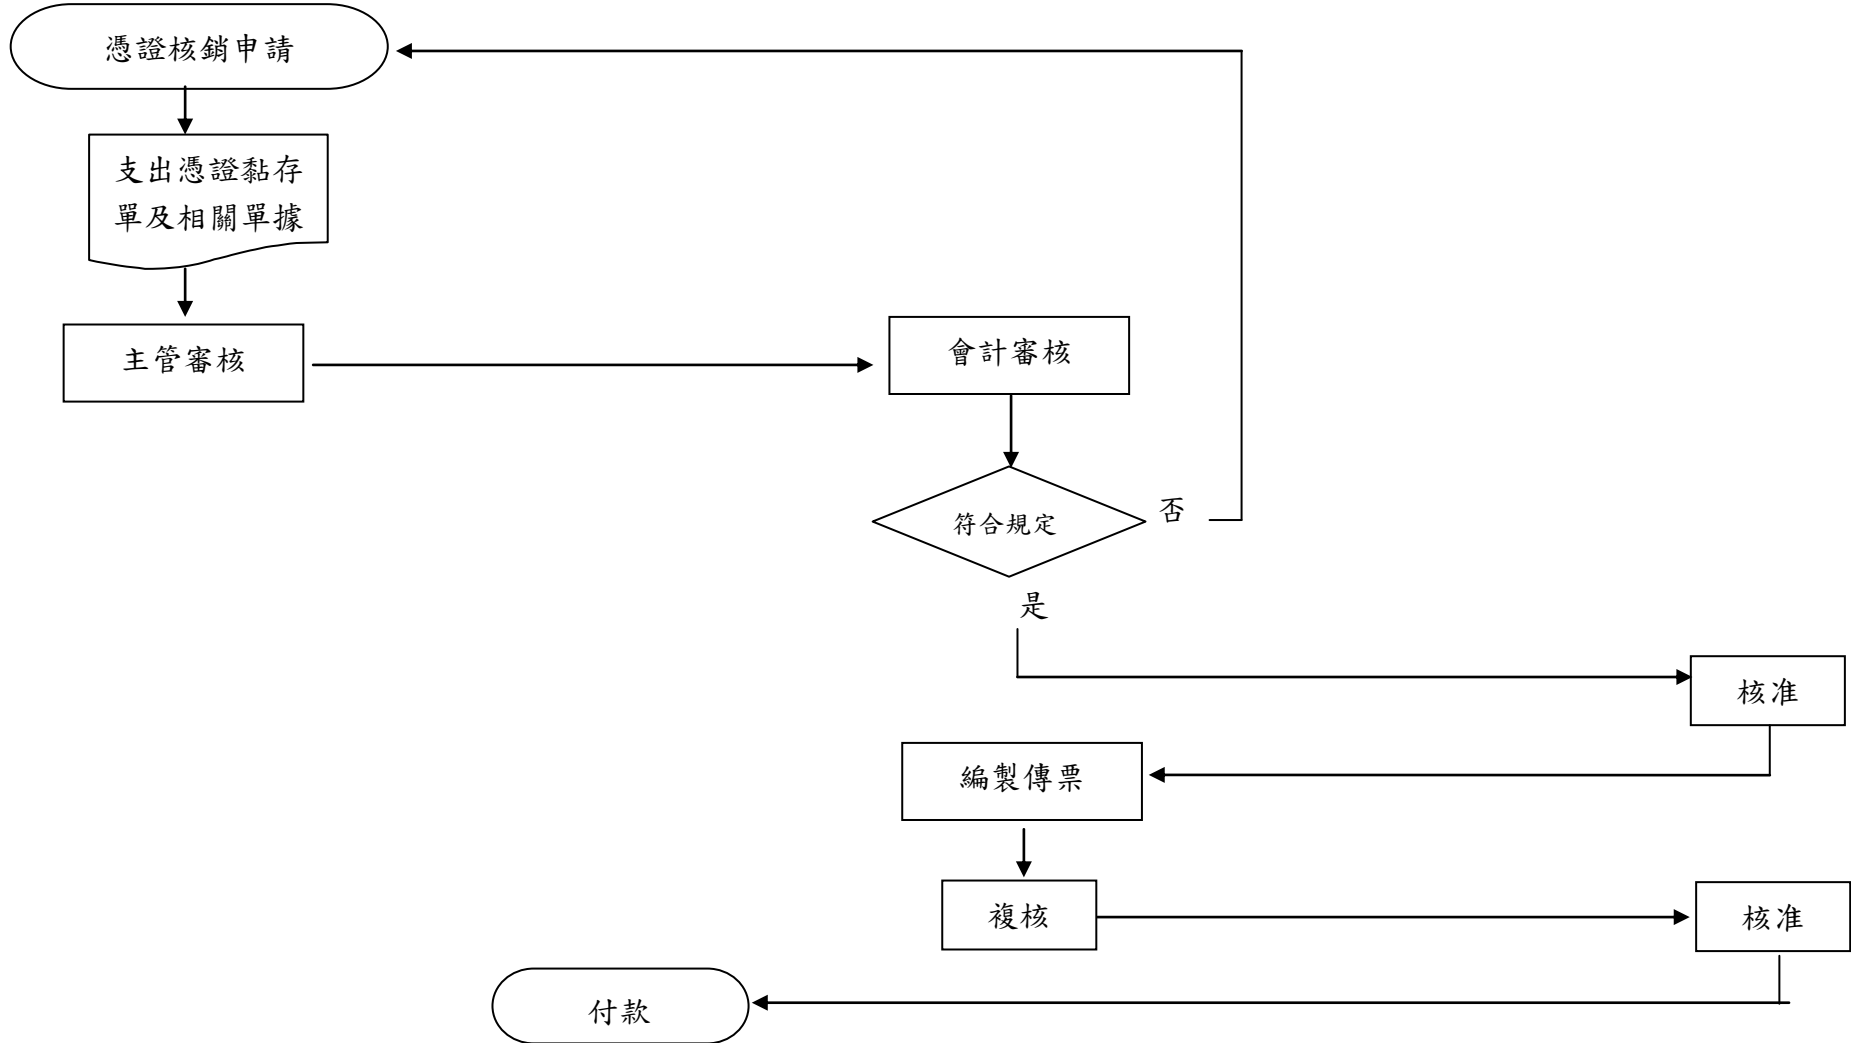 憑證核銷申請
支出憑證黏存
單及相關單據
主管審核
會計審核
符合規定
否
是
核准
編製傳票
複核
核准
付款